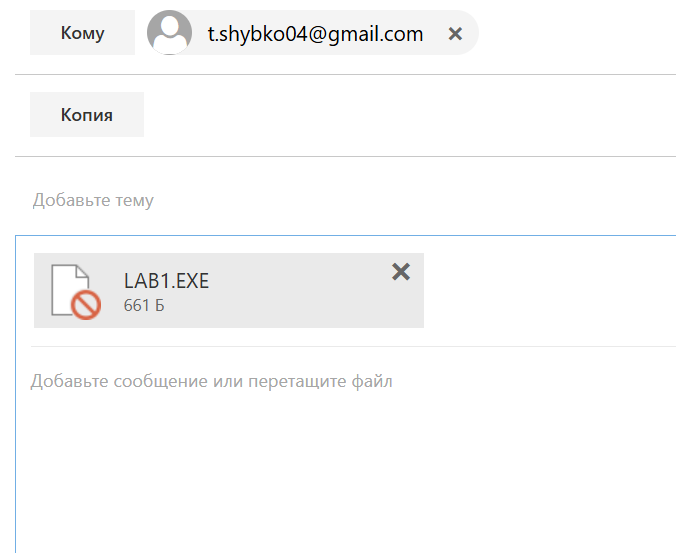 Кому t.shybko04@gmail.com
Копия
Добавьте тему
LAB1.EXE
661 Б
Добавьте сообщение или перетащите файл